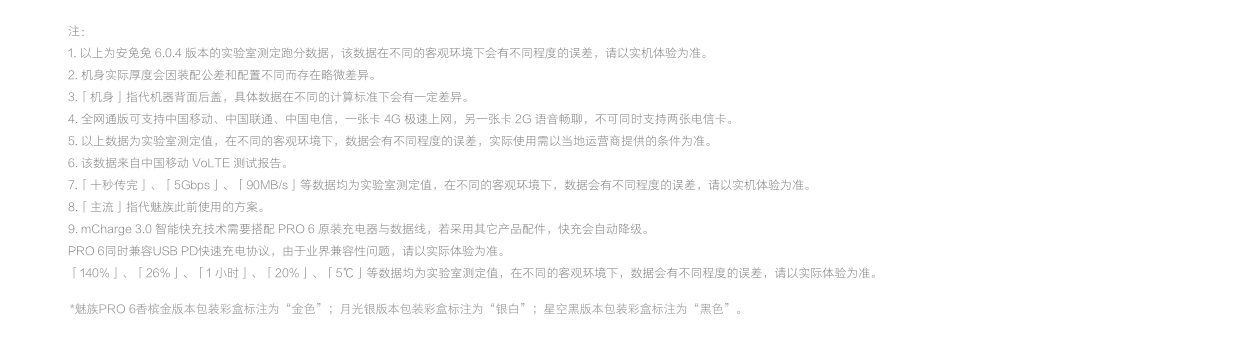 注：
1. 以上为安兔兔 6.0.4 版本的实验室测定跑分数据，该数据在不同的客观环境下会有不同程度的误差，请以实机体验为准。
2. 机身实际厚度会因装配公差和配置不同而存在略微差异。
3.「 机身 」指代机器背面后盖，具体数据在不同的计算标准下会有一定差异。
4. 全网通版可支持中国移动、中国联通、中国电信，一张卡 4G 极速上网，另一张卡 2G 语音畅聊，不可同时支持两张电信卡。
5. 以上数据为实验室测定值，在不同的客观环境下，数据会有不同程度的误差，实际使用需以当地运营商提供的条件为准。
6. 该数据来自中国移动 VoLTE 测试报告。
7.「 十秒传完 」、「 5Gbps 」、「 90MB/s 」等数据均为实验室测定值，在不同的客观环境下，数据会有不同程度的误差，请以实机体验为准。
8.「 主流 」指代魅族此前使用的方案。
9. mCharge 3.0 智能快充技术需要搭配 PRO 6 原装充电器与数据线，若采用其它产品配件，快充会自动降级。
PRO 6同时兼容USB PD快速充电协议，由于业界兼容性问题，请以实际体验为准。
「 140% 」、「 26% 」、「1 小时 」、「 20% 」、「 5℃ 」等数据均为实验室测定值，在不同的客观环境下，数据会有不同程度的误差，请以实际体验为准。
*魅族PRO 6香槟金版本包装彩盒标注为“金色”；月光银版本包装彩盒标注为“银白”；星空黑版本包装彩盒标注为“黑色”。